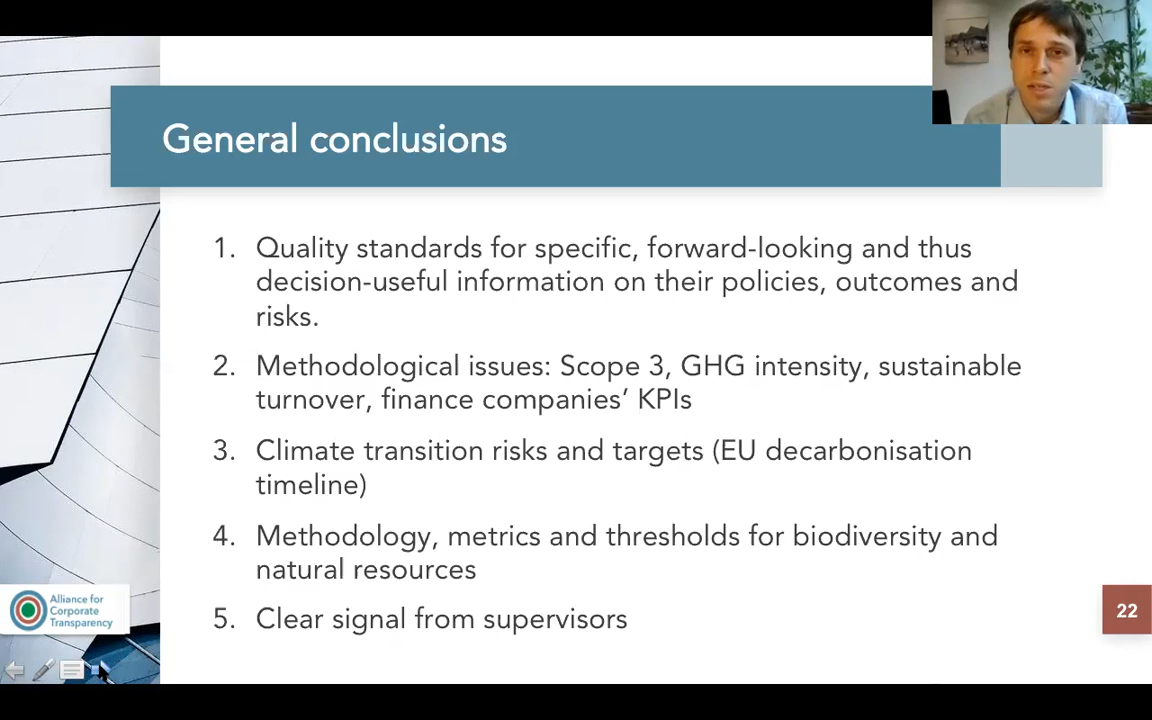 General conclusions
1. Quality standards for specific, forward-looking and thus
decision-useful information on their policies, outcomes and
risks.
2. Methodological issues: Scope 3, GHG intensity, sustainable
turnover, finance companies’ KPIs
3. Climate transition risks and targets (EU decarbonisation
timeline)
4. Methodology, metrics and thresholds for biodiversity and
natural resources
5. Clear signal from supervisors
Alliance for
Corporate
Transparency
22